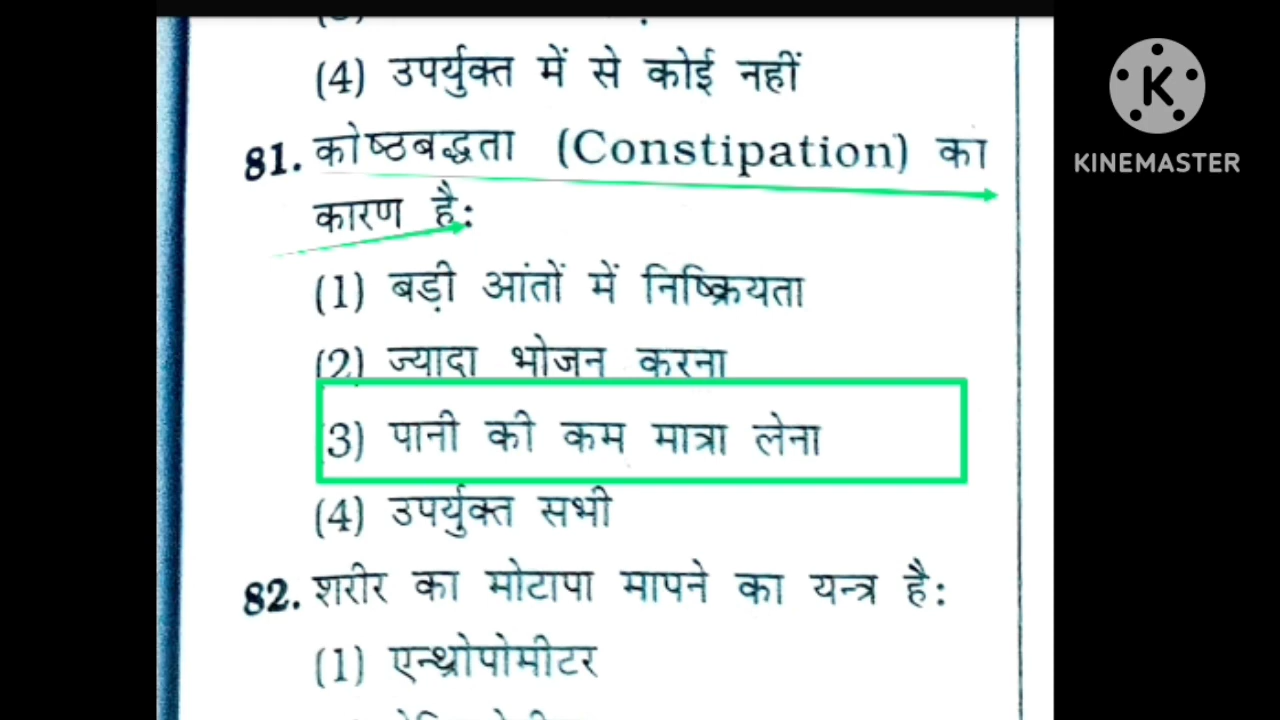 (4) उपर्युक्त में से कोई नहीं
81. कोष्ठबद्धता (Constipation) का
कारण है:
(1) बड़ी आंतों में निष्क्रियता
(2) ज्यादा भोजन करना
3) पानी की कम मात्रा लेना
(4) उपर्युक्त सभी
82. शरीर का मोटापा मापने का यन्त्र है:
(1) एन्थ्रोपोमीटर
K
KINEMASTER